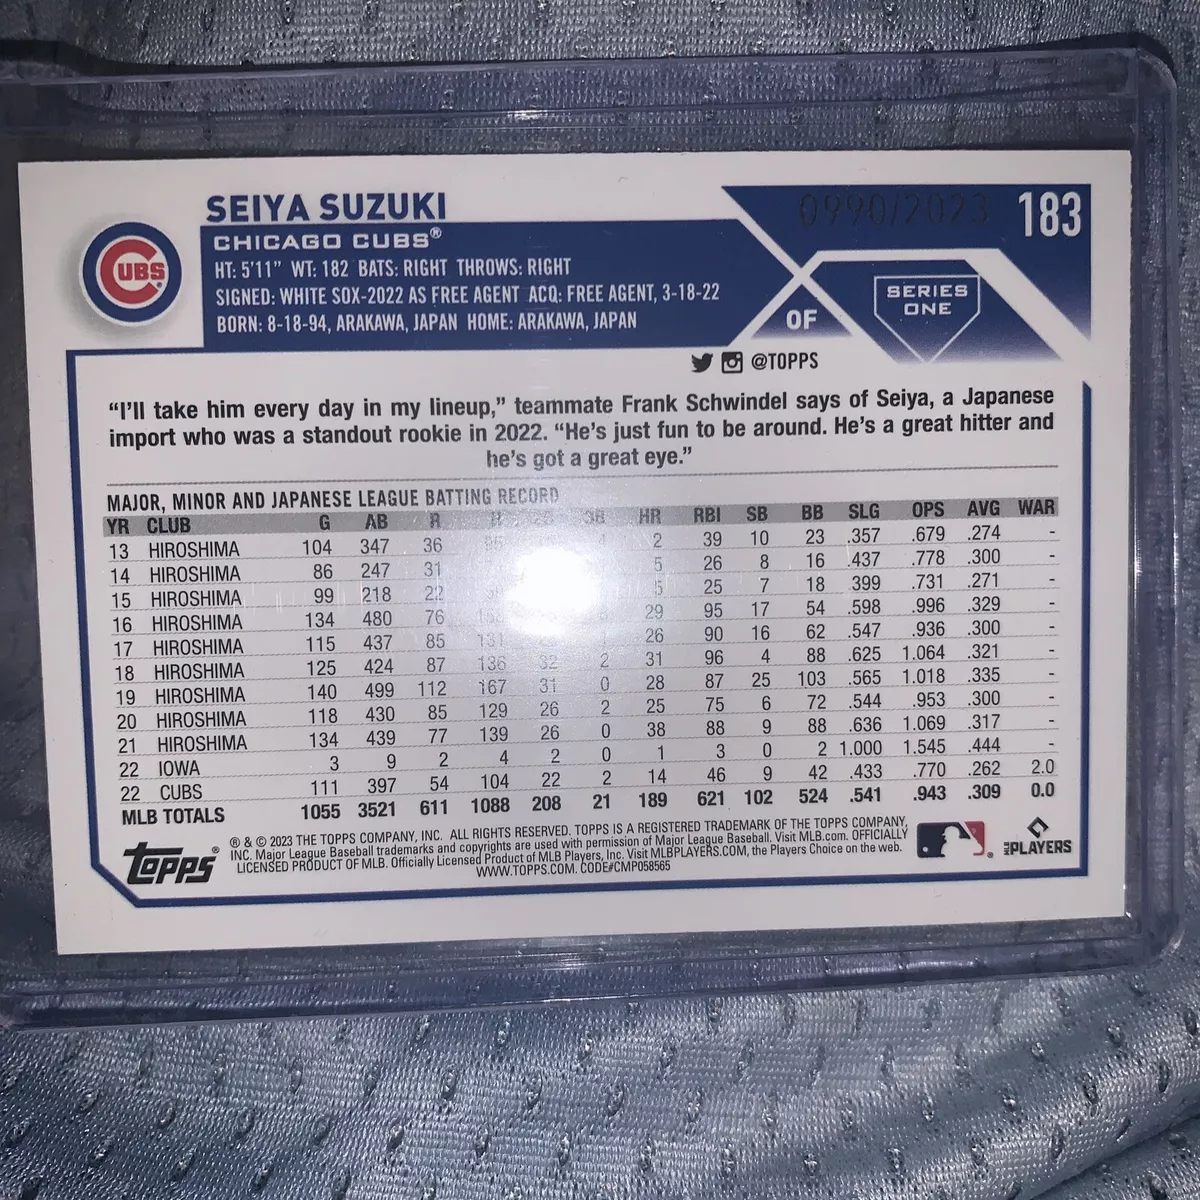 SEIYA SUZUKI
0990/2023
183
CHICAGO CUBS®
HT: 5'11" WT: 182 BATS: RIGHT THROWS: RIGHT
SIGNED: WHITE SOX-2022 AS FREE AGENT ACQ: FREE AGENT, 3-18-22
BORN: 8-18-94, ARAKAWA, JAPAN HOME: ARAKAWA, JAPAN
CUBS
OF
SERIES
ONE
@TOPPS
“I’ll take him every day in my lineup,” teammate Frank Schwindel says of Seiya, a Japanese
import who was a standout rookie in 2022. “He’s just fun to be around. He’s a great hitter and
he’s got a great eye.”
MAJOR, MINOR AND JAPANESE LEAGUE BATTING RECORD
YR CLUB G AB R H 2B 3B HR RBI SB BB SLG OPS AVG WAR
13 HIROSHIMA 104 347 36 95 4 2 39 10 23 .357 .679 .274 -
14 HIROSHIMA 86 247 31 5 26 8 16 .437 .778 .300 -
15 HIROSHIMA 99 218 22 5 25 7 18 .399 .731 .271 -
16 HIROSHIMA 134 480 76 29 95 17 54 .598 .996 .329 -
17 HIROSHIMA 115 437 85 131 1 26 90 16 62 .547 .936 .300 -
18 HIROSHIMA 125 424 87 136 32 2 31 96 4 88 .625 1.064 .321 -
19 HIROSHIMA 140 499 112 167 31 0 28 87 25 103 .565 1.018 .335 -
20 HIROSHIMA 118 430 85 129 26 2 25 75 6 72 .544 .953 .300 -
21 HIROSHIMA 134 439 77 139 26 0 38 88 9 88 .636 1.069 .317 -
22 IOWA 3 9 2 4 2 0 1 3 0 2 1.000 1.545 .444 -
22 CUBS 111 397 54 104 22 2 14 46 9 42 .433 .770 .262 2.0
MLB TOTALS 1055 3521 611 1088 208 21 189 621 102 524 .541 .943 .309 0.0
topps®
® & © 2023 THE TOPPS COMPANY, INC. ALL RIGHTS RESERVED. TOPPS IS A REGISTERED TRADEMARK OF THE TOPPS COMPANY,
INC. Major League Baseball trademarks and copyrights are used with permission of Major League Baseball. Visit MLB.com. OFFICIALLY
LICENSED PRODUCT OF MLB. Officially Licensed Product of MLB Players, Inc. Visit MLBPLAYERS.COM, the Players Choice on the web.
WWW.TOPPS.COM. CODE#CMP058565
MLB PLAYERS